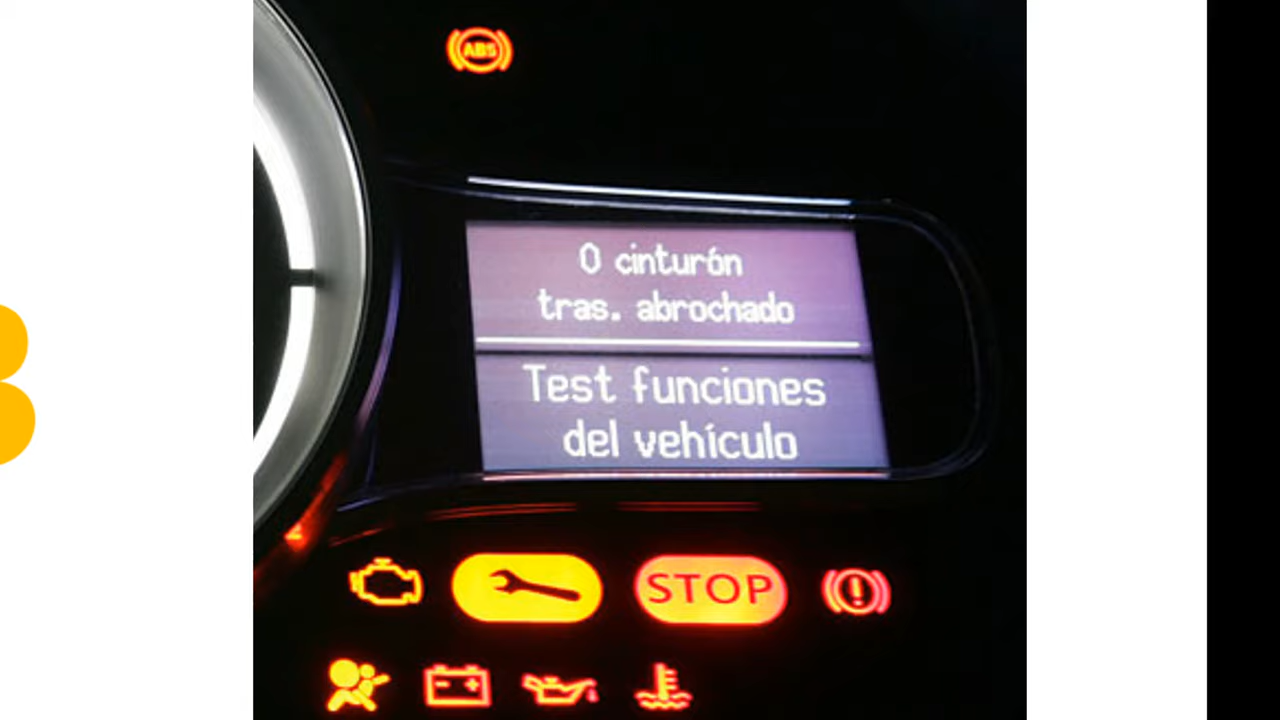 ABS
0 cinturón
tras. abrochado
Test funciones
del vehículo
STOP